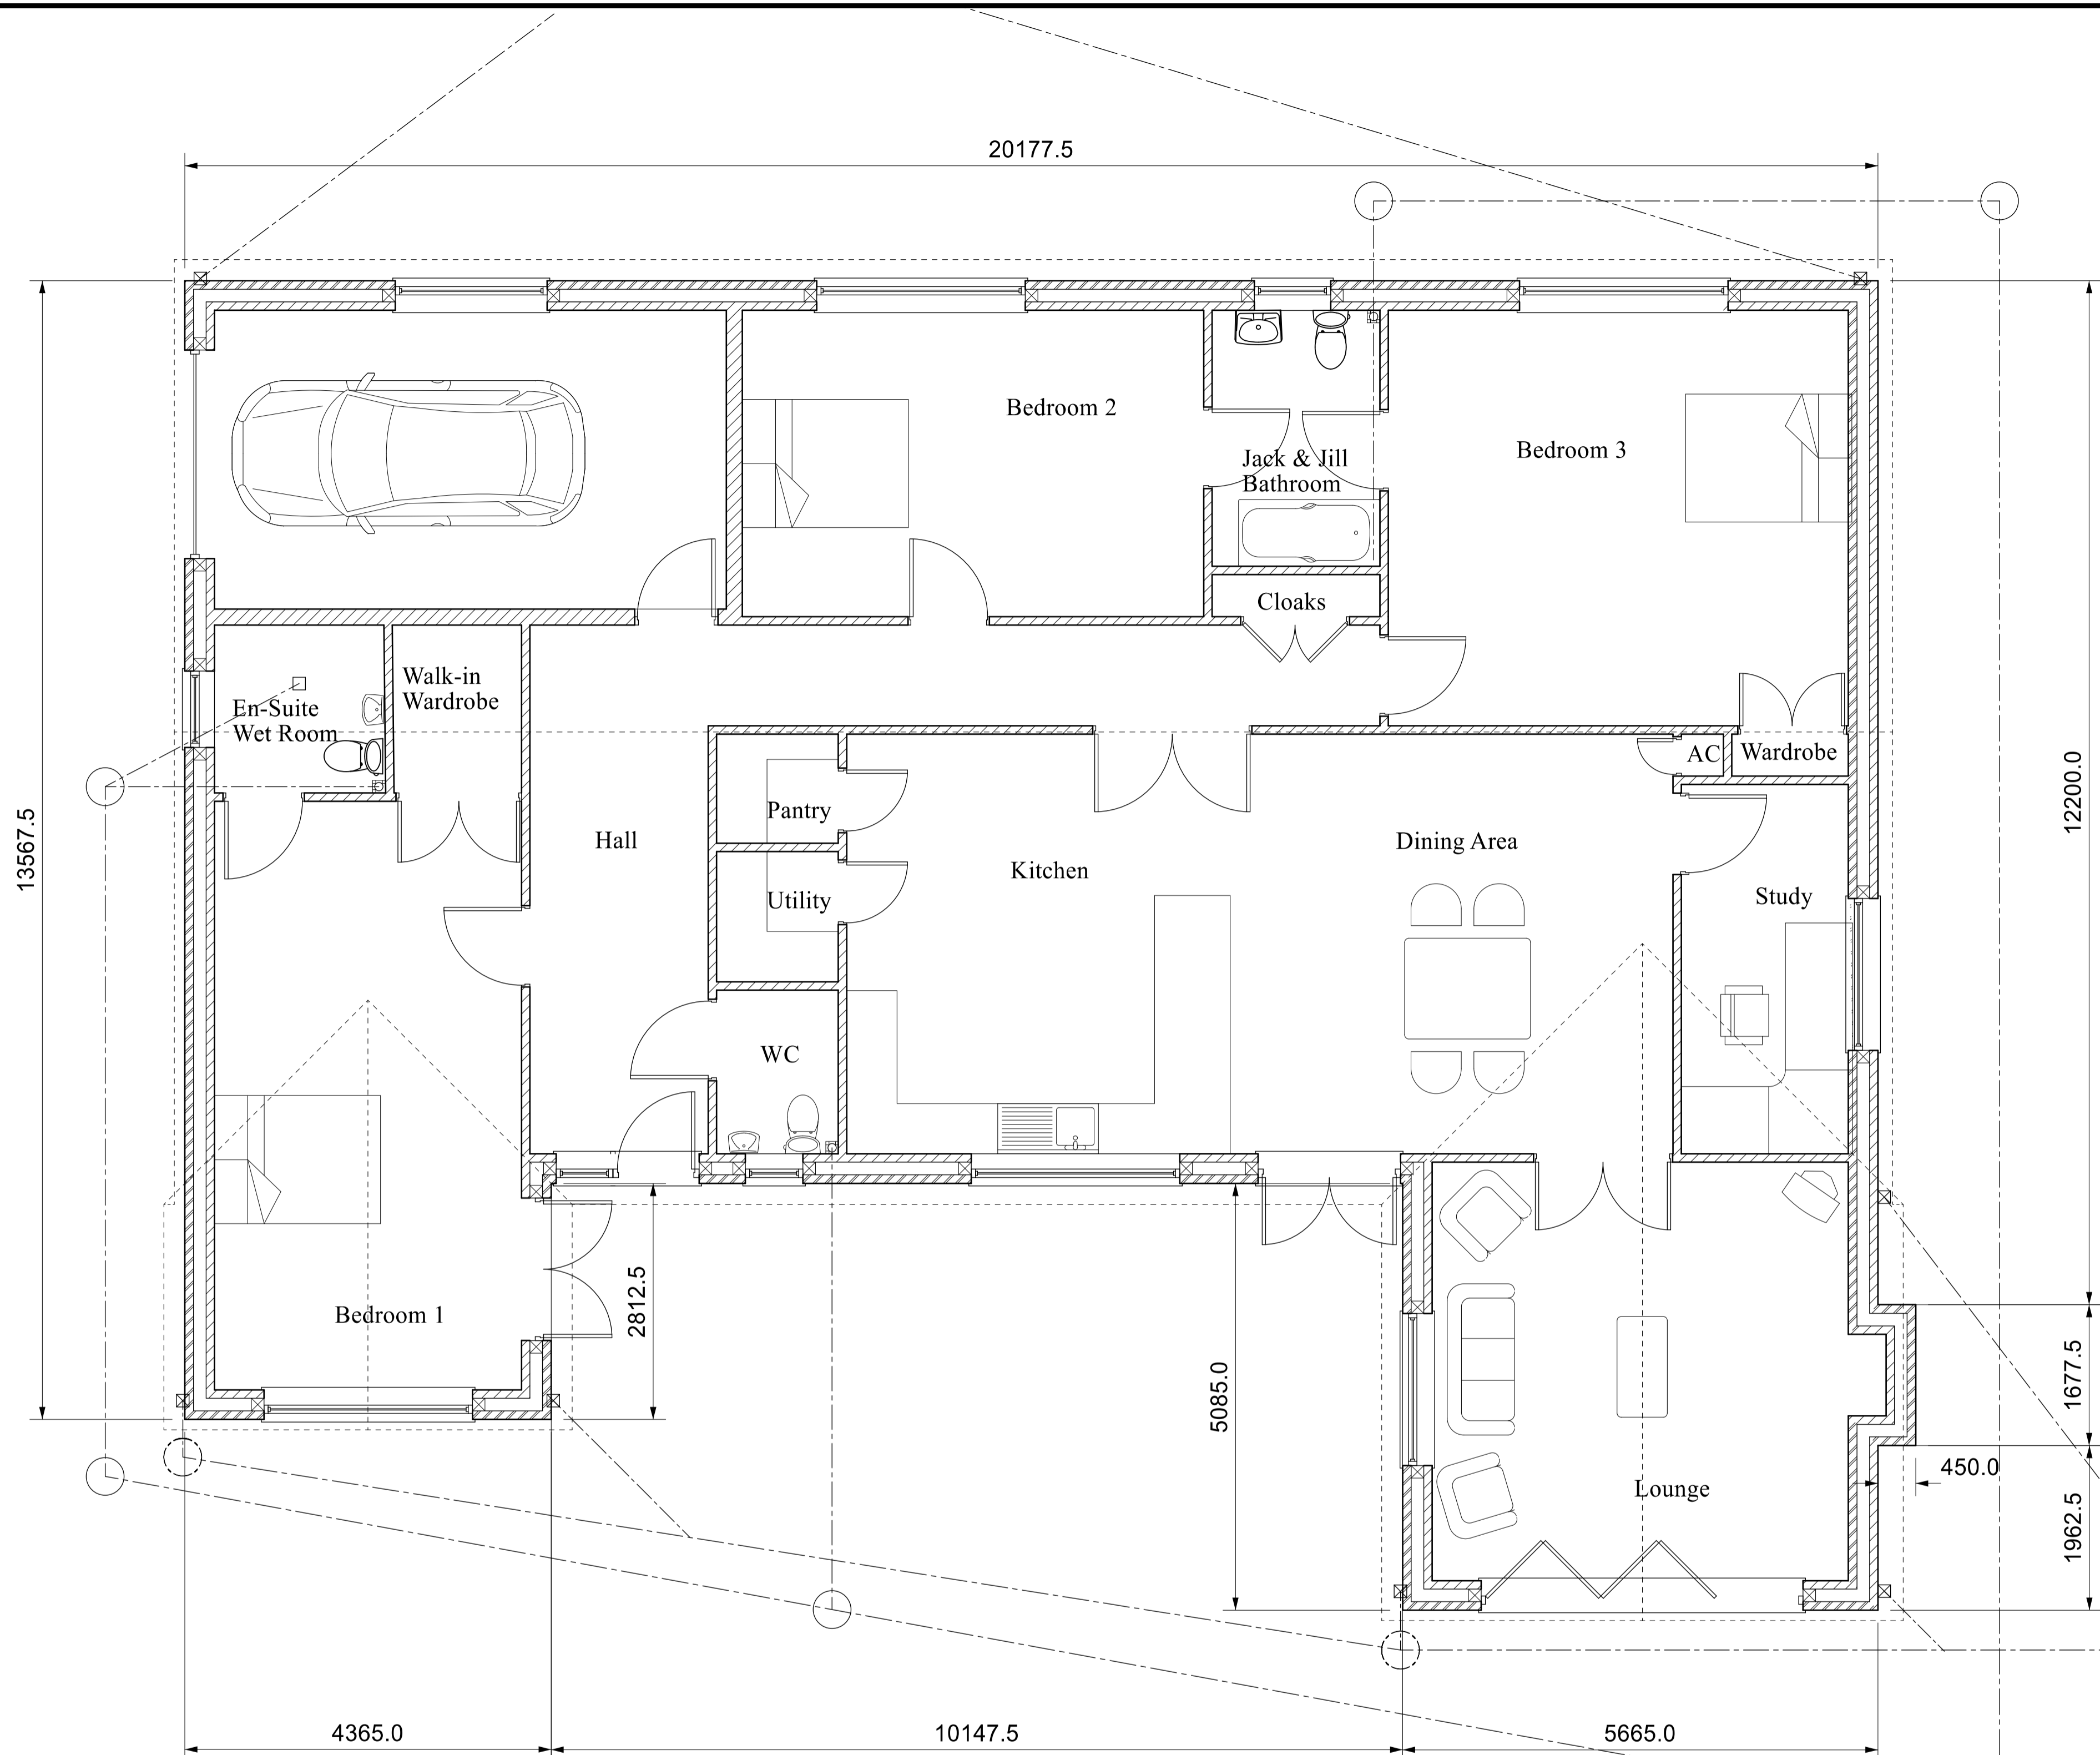 20177.5
Bedroom 2
Bedroom 3
Jack & Jill
Bathroom
Cloaks
Walk-in
Wardrobe
En-Suite
Wet Room
AC
Wardrobe
Pantry
Hall
Dining Area
Kitchen
Utility
Study
WC
Bedroom 1
Lounge
13567.5
12200.0
2812.5
5085.0
1677.5
450.0
1962.5
4365.0
10147.5
5665.0